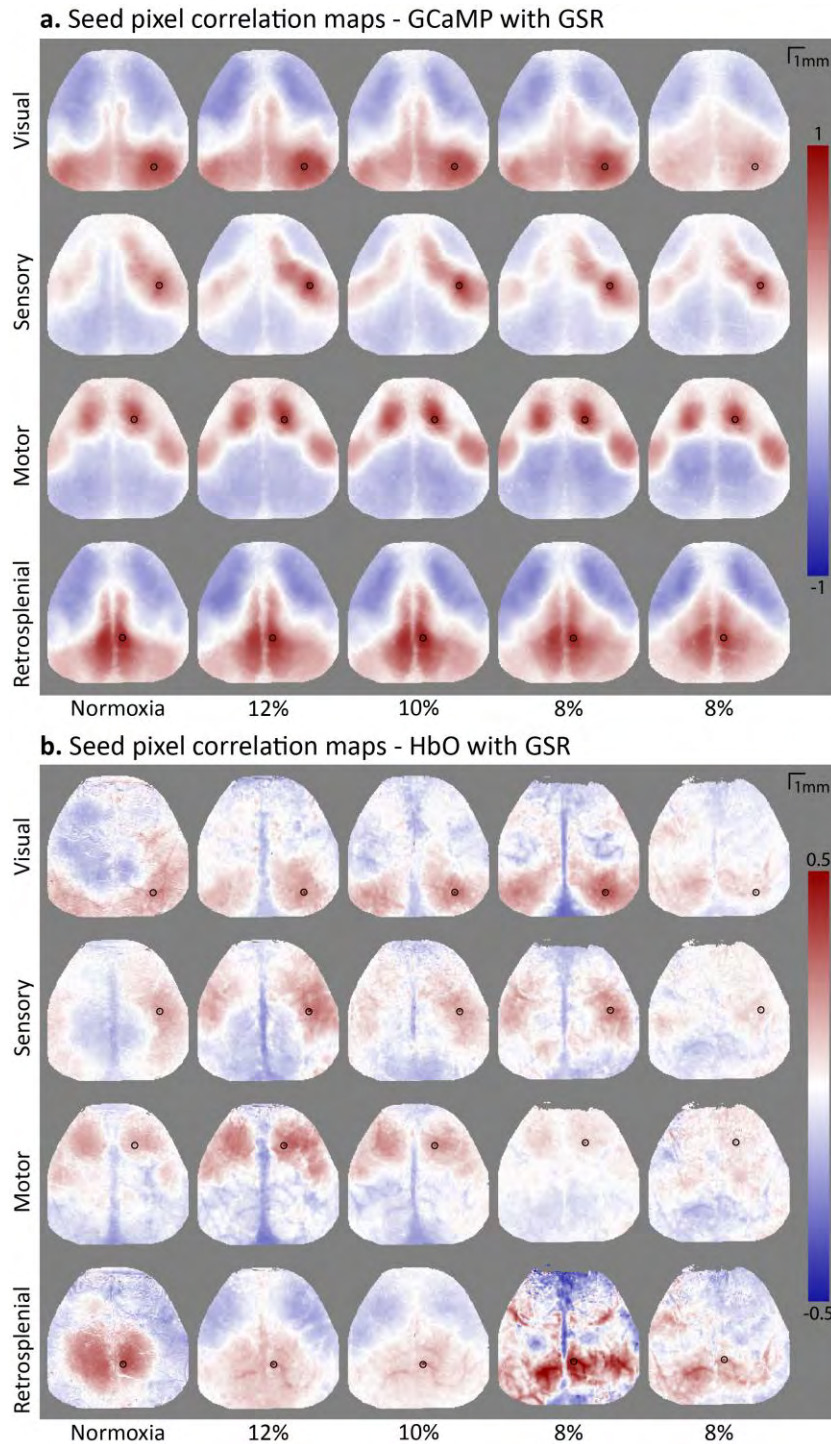 a. Seed pixel correlation maps - GCaMP with GSR
1mm
Visual
1
Sensory
Motor
-1
Retrosplenial
Normoxia 12% 10% 8% 8%
b. Seed pixel correlation maps - HbO with GSR
1mm
Visual
0.5
Sensory
Motor
-0.5
Retrosplenial
Normoxia 12% 10% 8% 8%